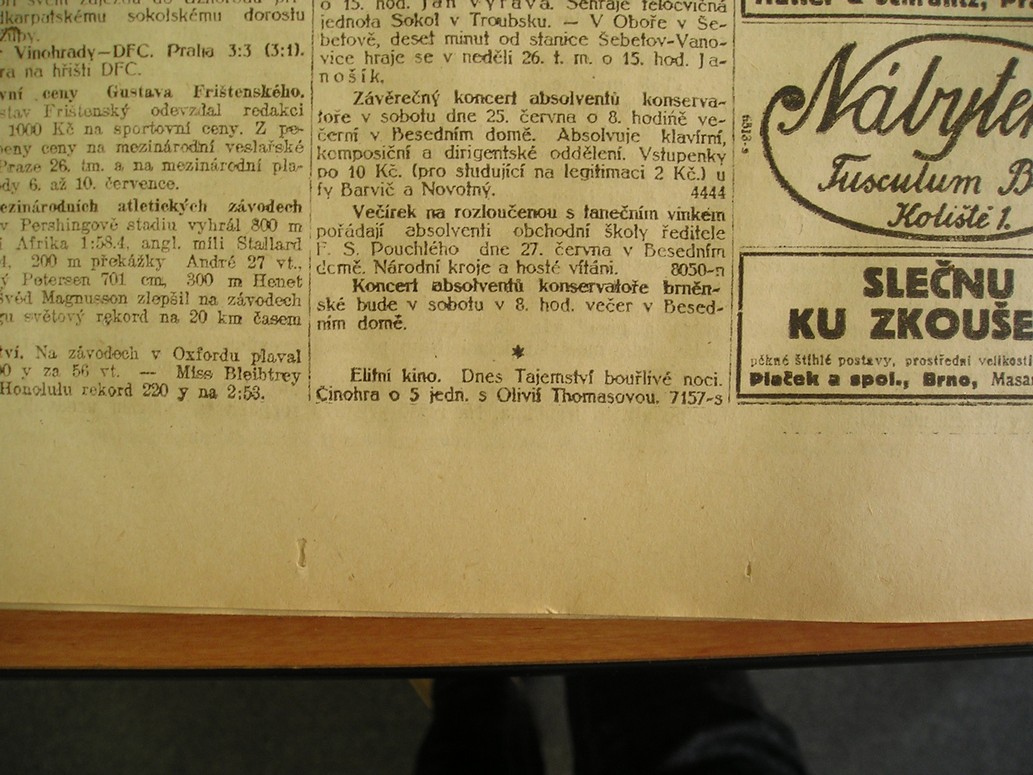 dkarpatskému sokolskému dorostu
Vinohrady—DFC. Praha 3:3 (3:1).
na hřišti DFC.
vní ceny Gustava Frištenského.
stav Frištenský odevzdal redakci
1000 Kč na sportovní ceny. Z pe-
ceny na mezinárodní veslařské
Praze 26. tm. a na mezinárodní pla-
6. až 10. července.
ezinárodních atletických závodech
v Pershingově stadiu vyhrál 800 m
Afrika 1:58.4, angl. míli Stallard
200 m překážky André 27 vt.,
Petersen 701 cm, 300 m Henet
Švéd Magnusson zlepšil na závodech
světový rekord na 20 km časem
Na závodech v Oxfordu plaval
y za 56 vt. — Miss Bleibtrey
Honolulu rekord 220 y na 2:53.
o 15. hod. Jan Vyrava. Sehraje tělocvičná
jednota Sokol v Troubsku. — V Oboře v Še-
betově, deset minut od stanice Šebetov-Vano-
vice hraje se v neděli 26. t. m. o 15. hod. Ja-
nošík.
Závěrečný koncert absolventů konserva-
toře v sobotu dne 25. června o 8. hodině ve-
černí v Besedním domě. Absolvuje klavírní,
komposiční a dirigentské oddělení. Vstupenky
po 10 Kč. (pro studující na legitimaci 2 Kč.) u
fy Barvič a Novotný. 4444
Večírek na rozloučenou s tanečním vínkem
pořádají absolventi obchodní školy ředitele
F. S. Pouchlého dne 27. června v Besedním
domě. Národní kroje a hosté vítáni. 8050-n
Koncert absolventů konservatoře brněn-
ské bude v sobotu v 8. hod. večer v Besed-
ním domě.
*
Elitní kino. Dnes Tajemství bouřlivé noci.
Činohra o 5 jedn. s Olivií Thomasovou. 7157-s
Nábyte
Tusculum B
Koliště 1.
SLEČNU
KU ZKOUŠE
pěkné štíhlé postavy, prostřední velikosti
Plaček a spol., Brno, Masa